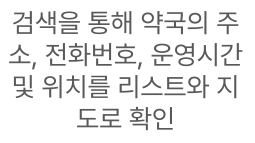 검색을 통해 약국의 주
소, 전화번호, 운영시간
및 위치를 리스트와 지
도로 확인